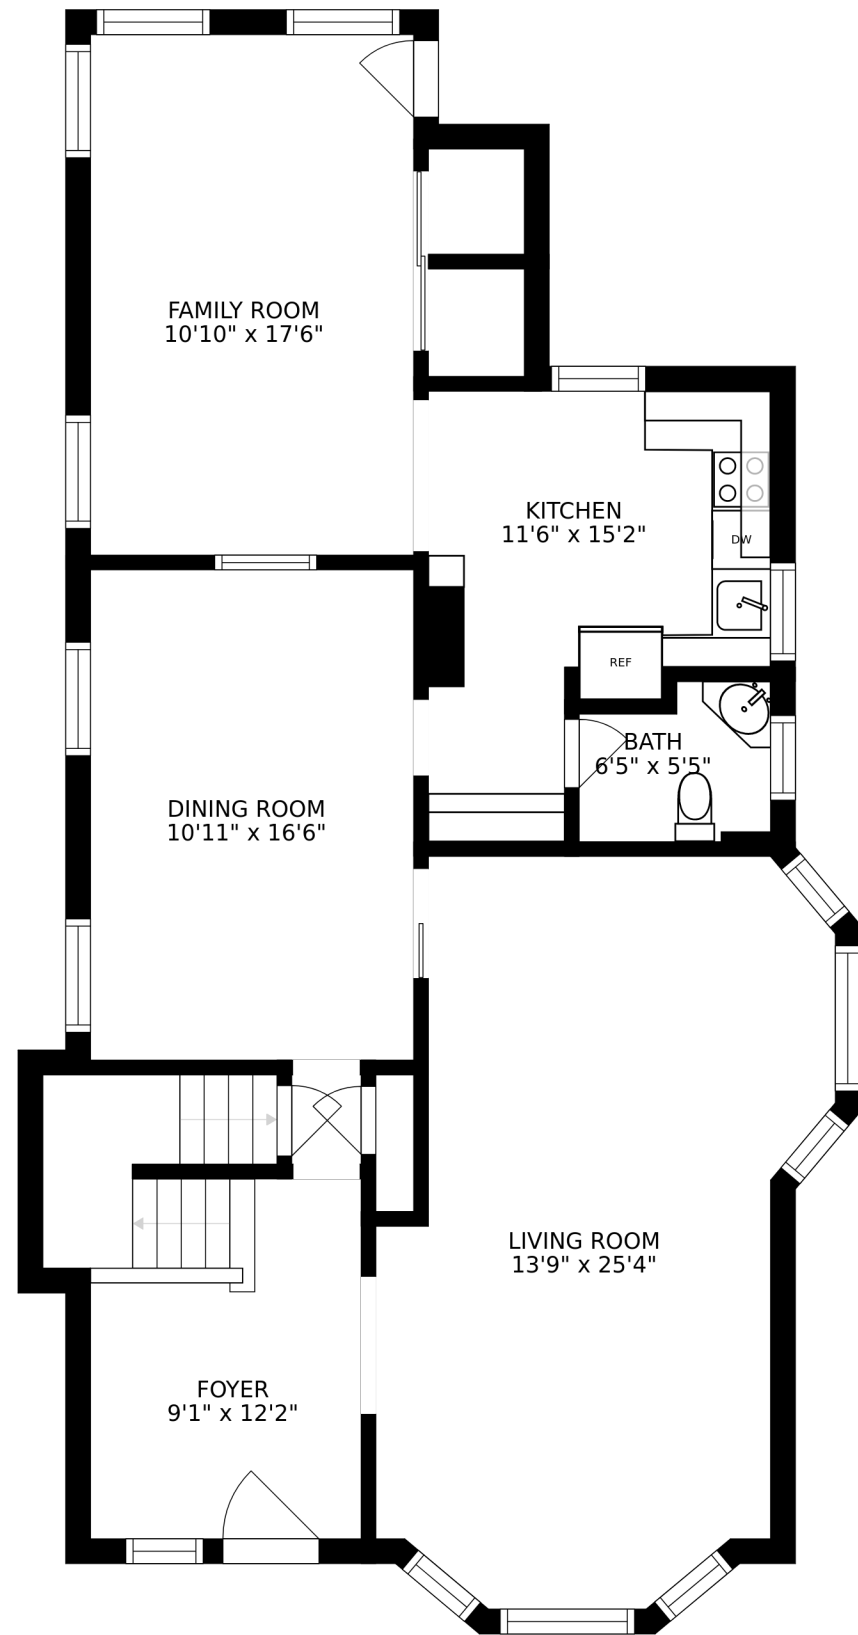 FAMILY ROOM
10'10" x 17'6"
KITCHEN
11'6" x 15'2"
DW
REF
BATH
6'5" x 5'5"
DINING ROOM
10'11" x 16'6"
LIVING ROOM
13'9" x 25'4"
FOYER
9'1" x 12'2"